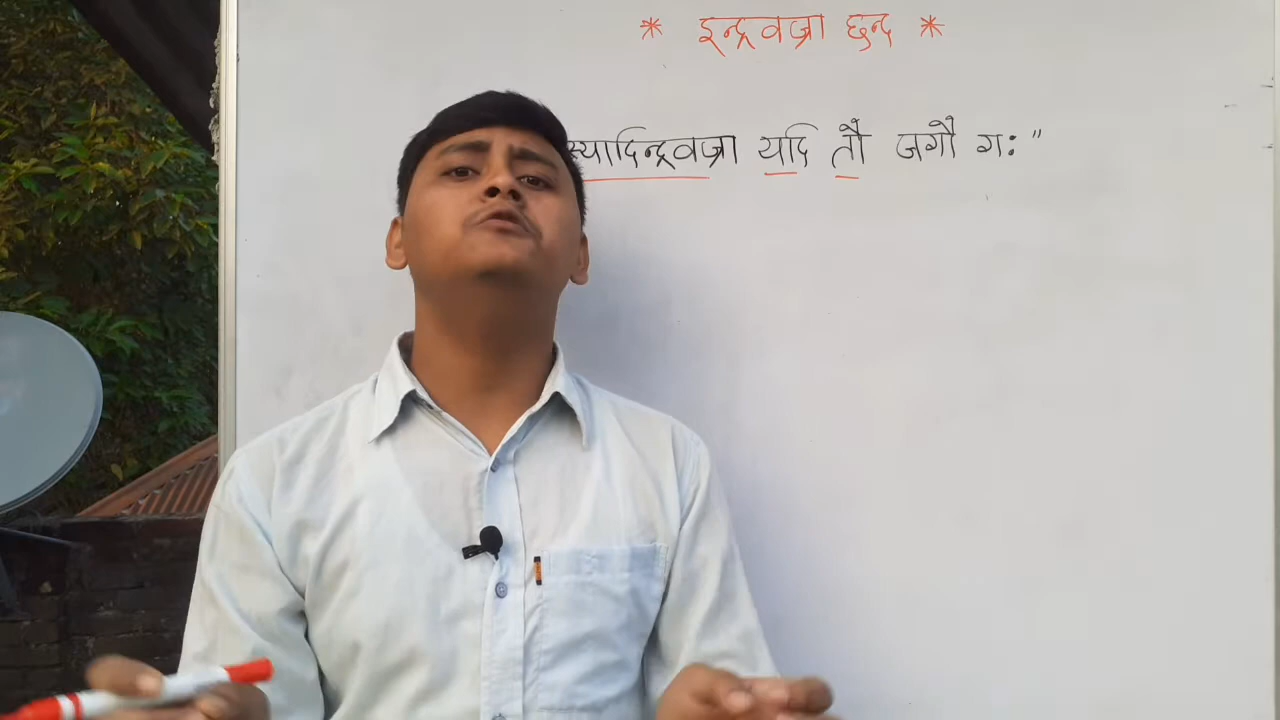 * इन्द्रवज्रा छन्द *
स्यादिन्द्रवज्रा यदि तौ जगौ गः"